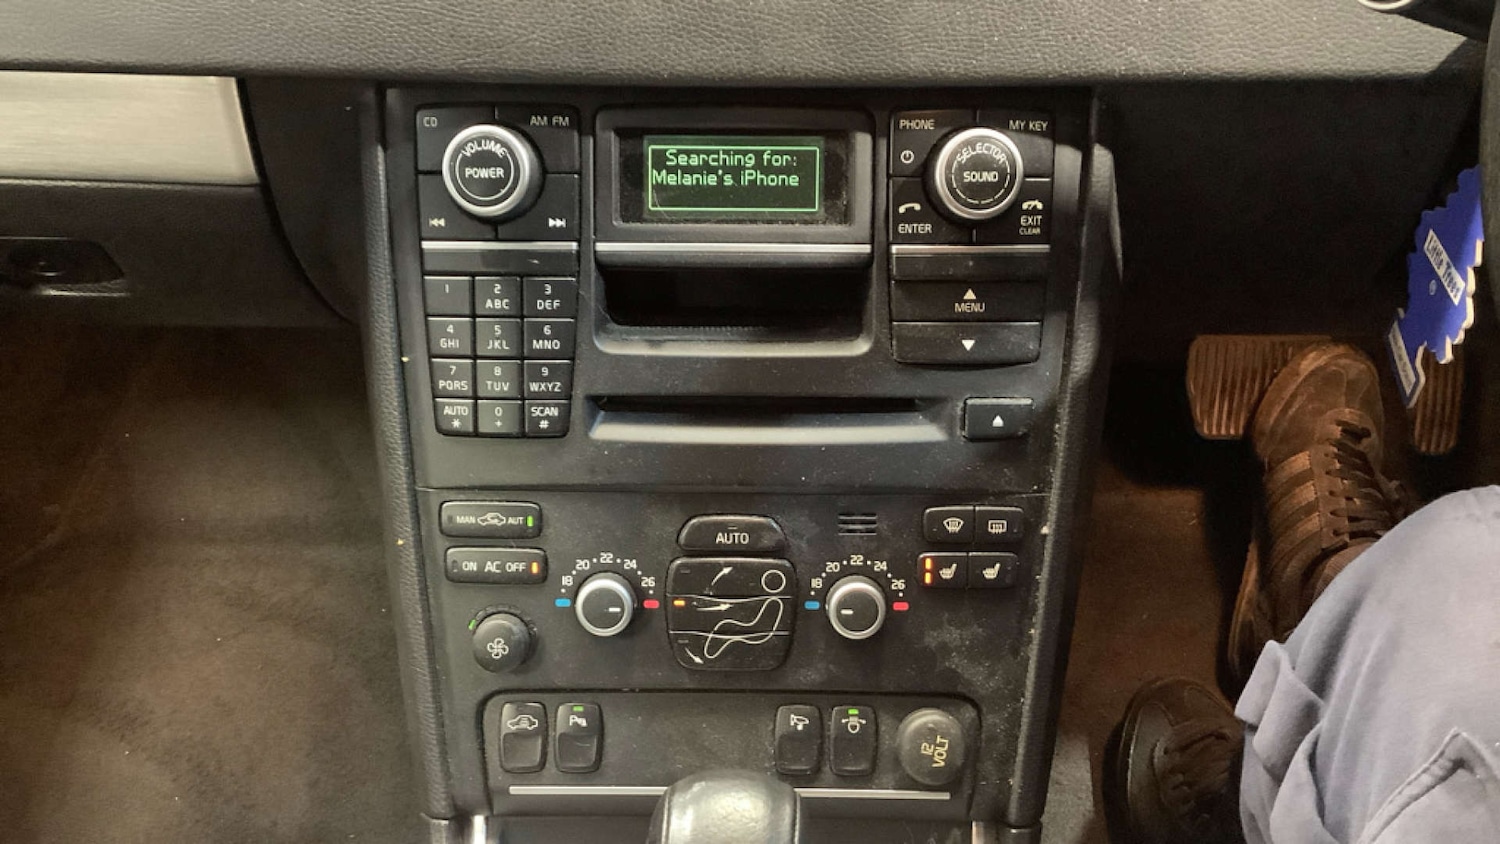 CD
AM FM
VOLUME
POWER
Searching for:
Melanie's iPhone
PHONE
MY KEY
SELECTOR
SOUND
ENTER
EXIT
CLEAR
1
2
ABC
3
DEF
4
GHI
5
JKL
6
MNO
7
PQRS
8
TUV
9
WXYZ
AUTO
*
0
+
SCAN
#
MENU
Little Trees
MAN AUT
ON AC OFF
AUTO
18 20 22 24 26
18 20 22 24 26
12
VOLT